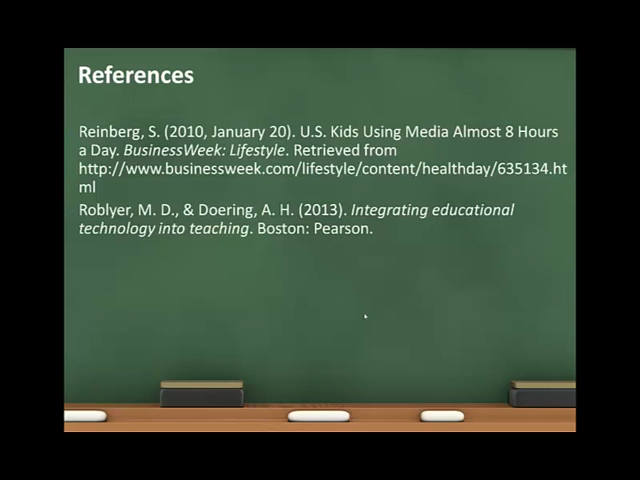 References
Reinberg, S. (2010, January 20). U.S. Kids Using Media Almost 8 Hours
a Day. BusinessWeek: Lifestyle. Retrieved from
http://www.businessweek.com/lifestyle/content/healthday/635134.ht
ml
Roblyer, M. D., & Doering, A. H. (2013). Integrating educational
technology into teaching. Boston: Pearson.